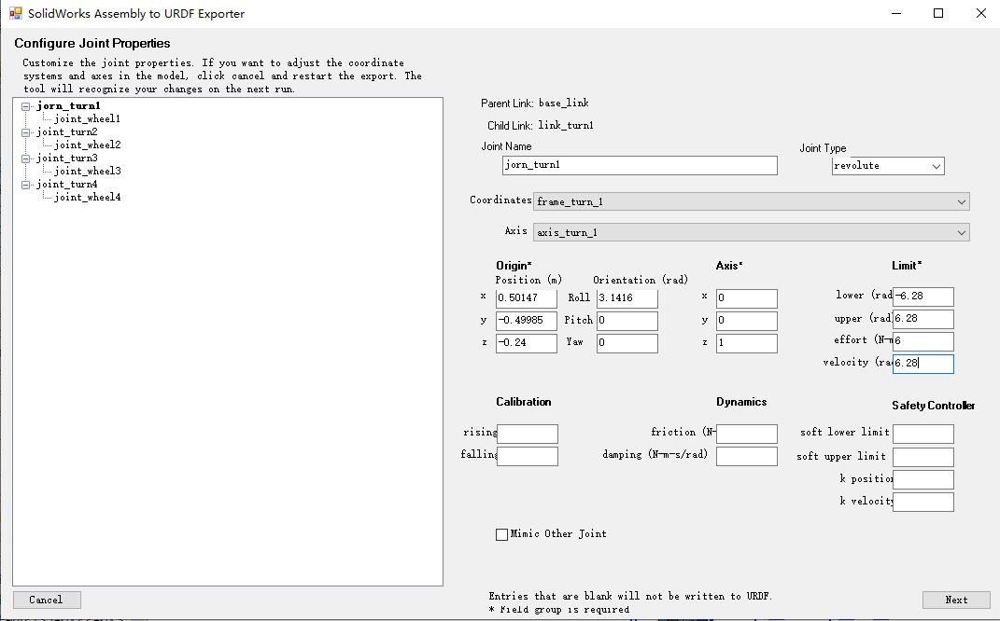 SolidWorks Assembly to URDF Exporter
Configure Joint Properties
Customize the joint properties. If you want to adjust the coordinate
systems and axes in the model, click cancel and restart the export. The
tool will recognize your changes on the next run.
jorn_turn1
joint_wheel1
joint_turn2
joint_wheel2
joint_turn3
joint_wheel3
joint_turn4
joint_wheel4
Parent Link: base_link
Child Link: link_turn1
Joint Name
Joint Type
jorn_turn1
revolute
Coordinates frame_turn_1
Axis axis_turn_1
Origin* Axis* Limit*
Position (m) Orientation (rad)
x 0.50147 Roll 3.1416 x 0 lower (rad -6.28
y -0.49985 Pitch 0 y 0 upper (rad) 6.28
z -0.24 Yaw 0 z 1 effort (N-m 6
velocity (ra 6.28
Calibration Dynamics Safety Controller
rising friction (N- soft lower limit
falling damping (N-m-s/rad) soft upper limit
k position
k velocity
Mimic Other Joint
Entries that are blank will not be written to URDF.
* Field group is required
Cancel
Next